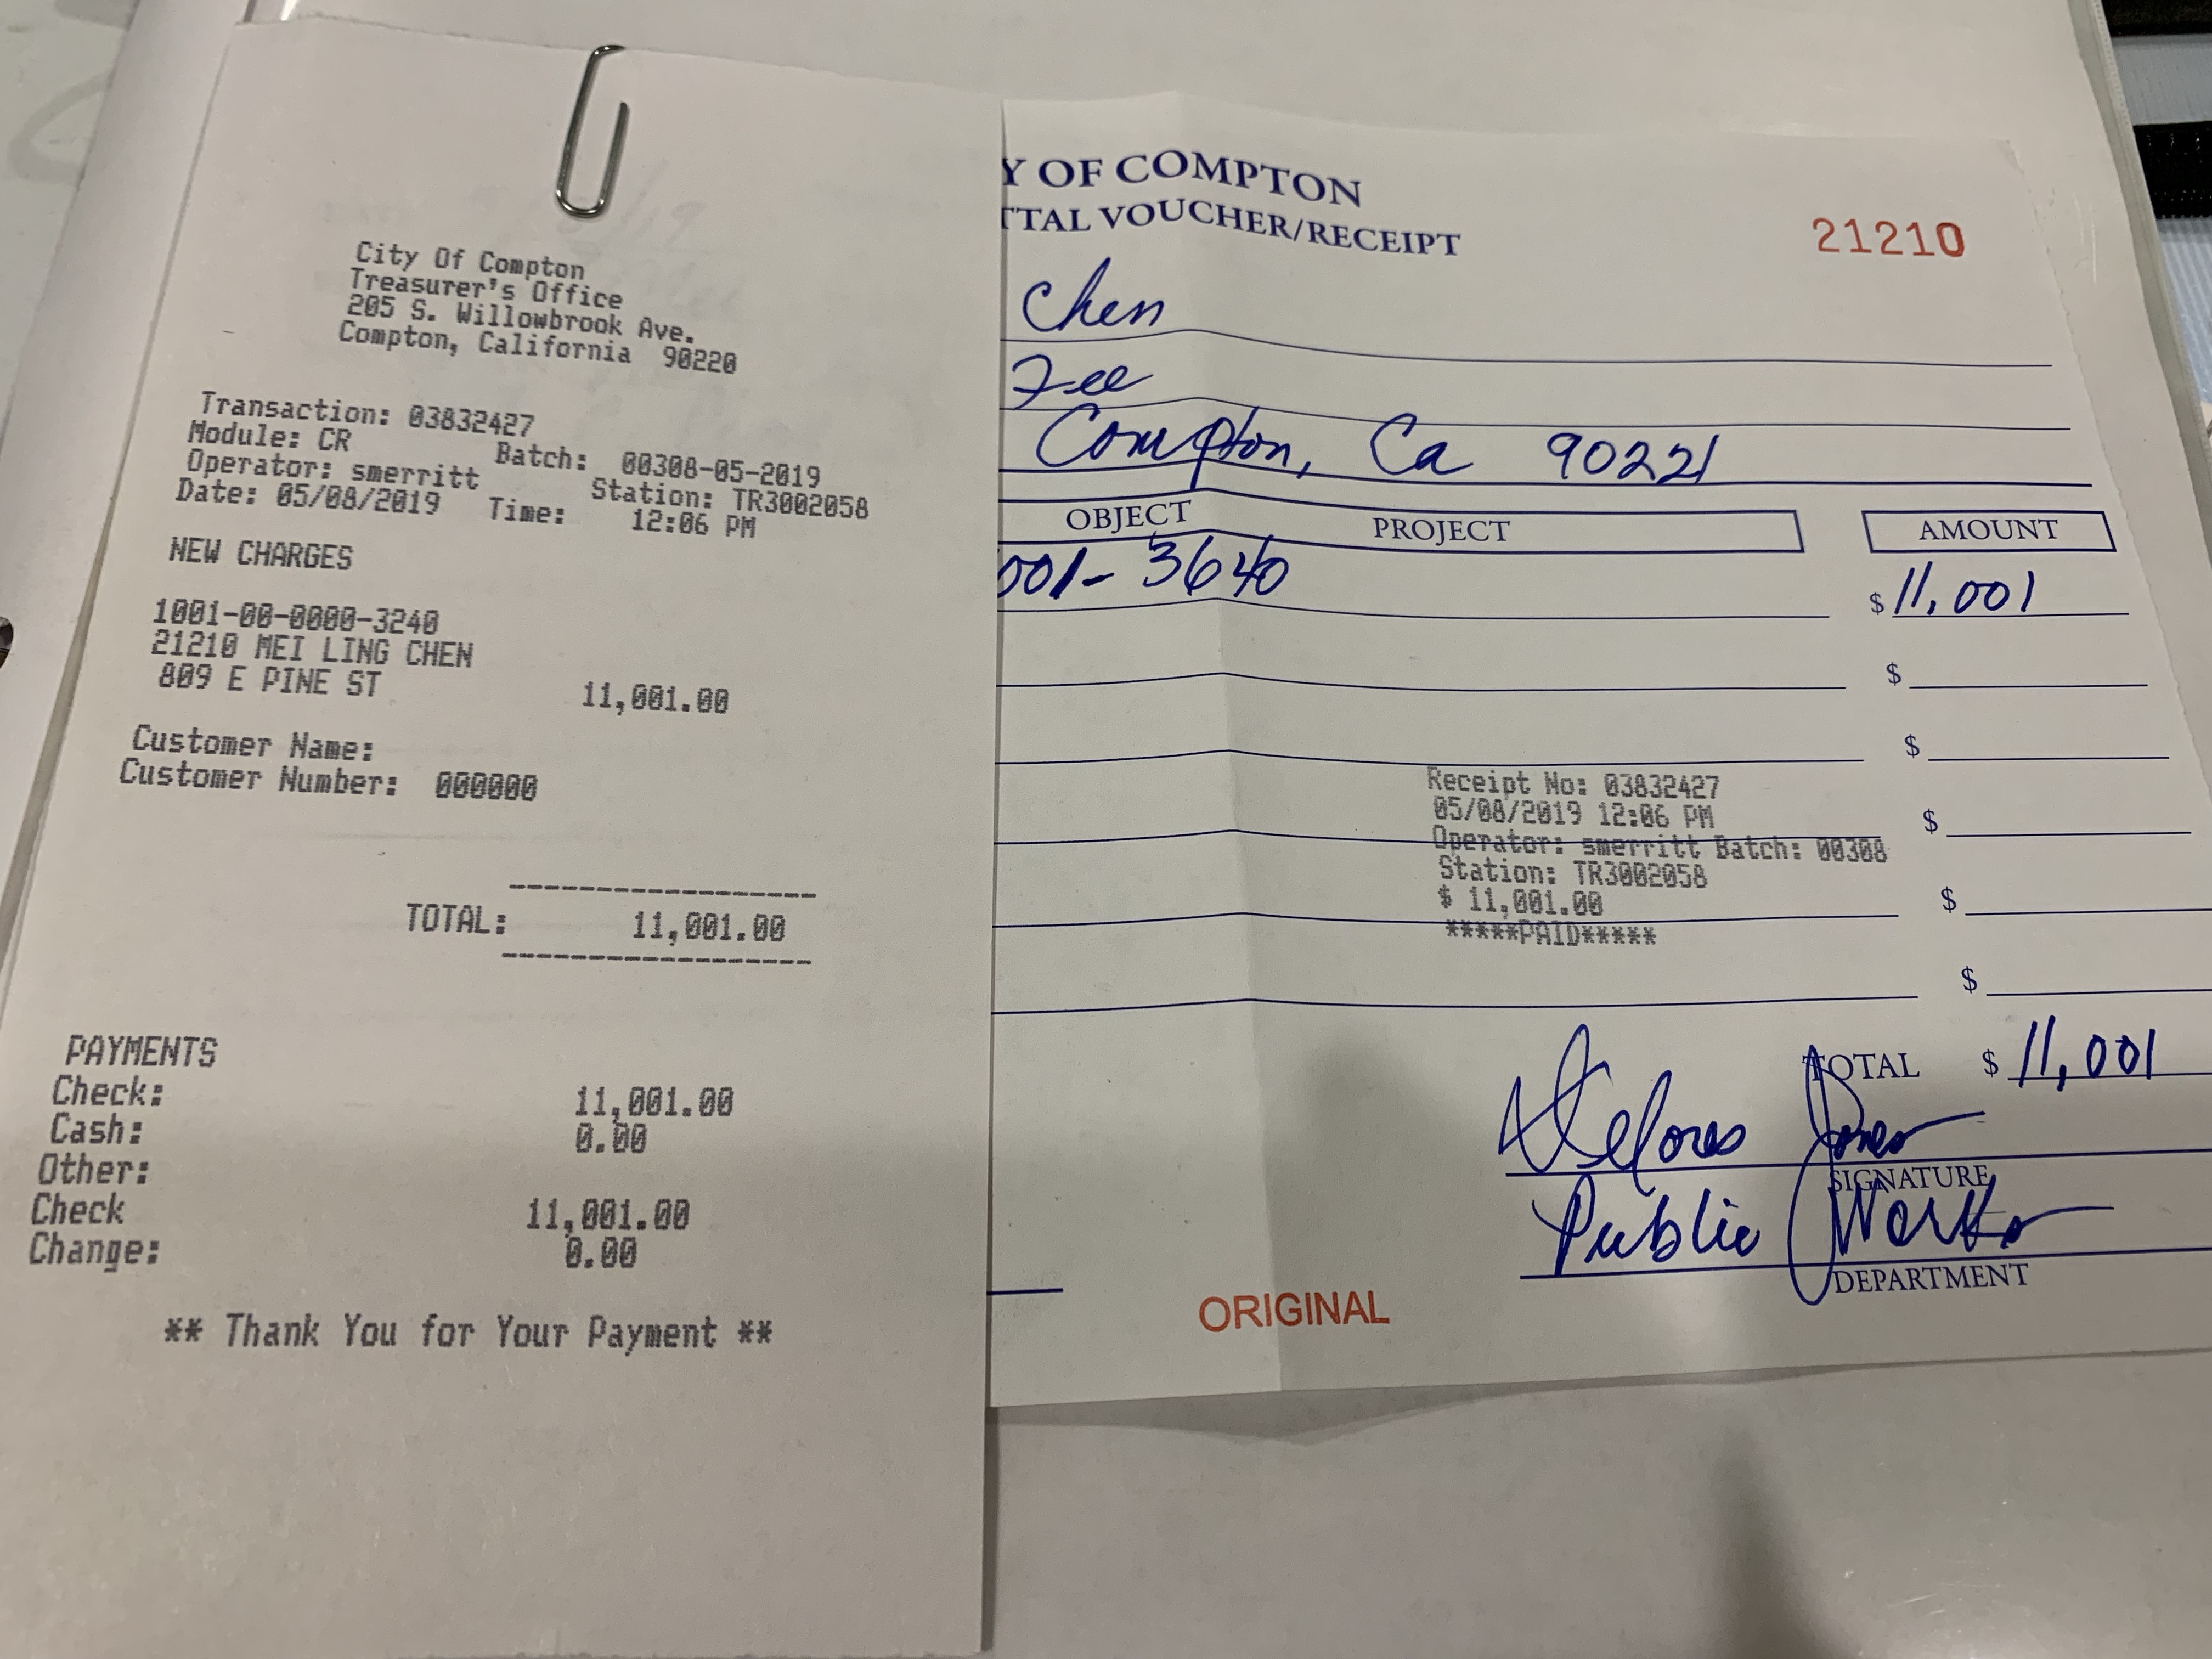 City Of Compton
Treasurer's Office
205 S. Willowbrook Ave.
Compton, California 90220
Transaction: 03832427
Module: CR Batch: 00308-05-2019
Operator: smerritt Station: TR3002058
Date: 05/08/2019 Time: 12:06 PM
NEW CHARGES
1001-00-0000-3240
21210 MEI LING CHEN
809 E PINE ST 11,001.00
Customer Name:
Customer Number: 000000
TOTAL: 11,001.00
PAYMENTS
Check: 11,001.00
Cash: 0.00
Other:
Check 11,001.00
Change: 0.00
** Thank You for Your Payment **
Y OF COMPTON
TTAL VOUCHER/RECEIPT
21210
Chen
Fee
Compton, Ca 90221
OBJECT PROJECT AMOUNT
001-3640 $ 11,001
$
$
Receipt No: 03832427
05/08/2019 12:06 PM
$
Operator: smerritt Batch: 00308
Station: TR3002058
$ 11,001.00
$
*****PAID*****
$
TOTAL $ 11,001
Delores Jones
SIGNATURE
Public Works
DEPARTMENT
ORIGINAL